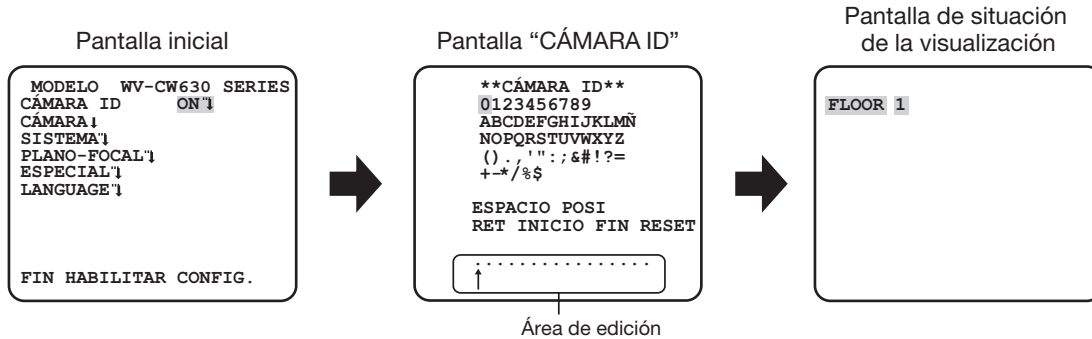 Pantalla inicial
MODELO WV-CW630 SERIES
CÁMARA ID ON
CÁMARA
SISTEMA
PLANO-FOCAL
ESPECIAL
LANGUAGE
FIN HABILITAR CONFIG.
Pantalla “CÁMARA ID”
**CÁMARA ID**
0123456789
ABCDEFGHIJKLMÑ
NOPQRSTUVWXYZ
().,'":;&#!?=
+-*/%$
ESPACIO POSI
RET INICIO FIN RESET
................
Área de edición
Pantalla de situación
de la visualización
FLOOR 1